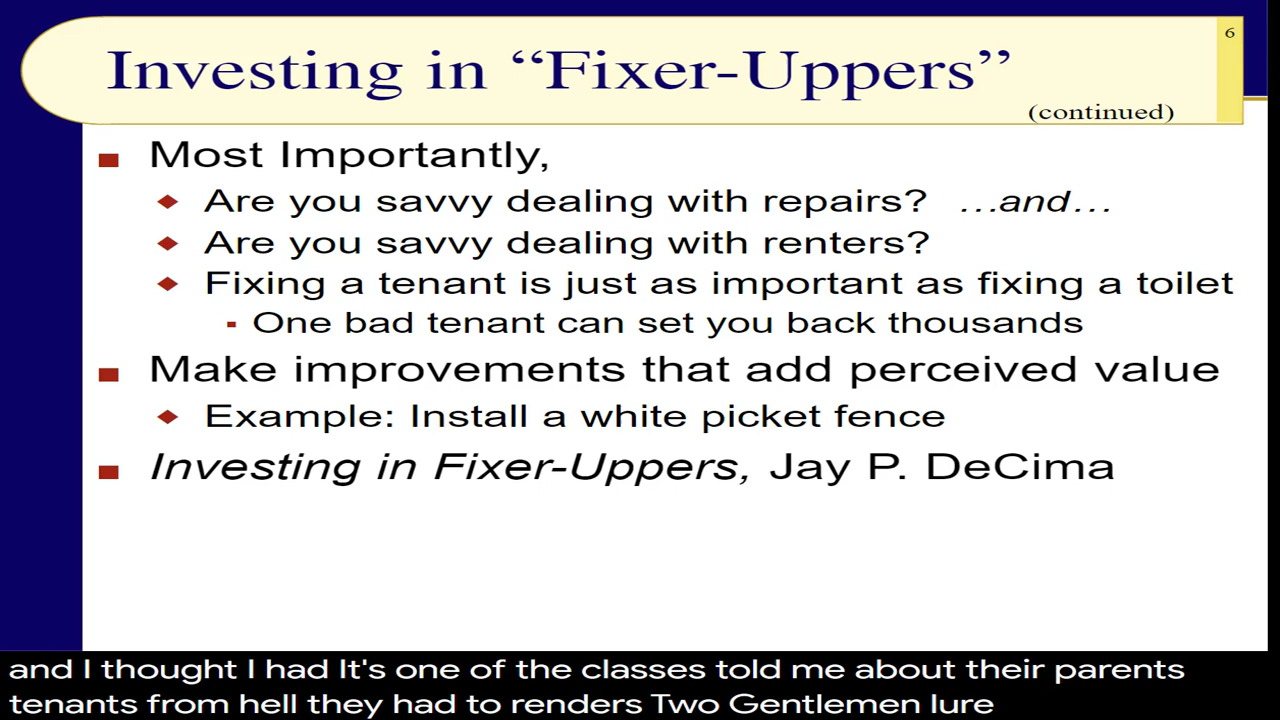 6
Investing in “Fixer-Uppers”
(continued)
Most Importantly,
Are you savvy dealing with repairs? …and…
Are you savvy dealing with renters?
Fixing a tenant is just as important as fixing a toilet
One bad tenant can set you back thousands
Make improvements that add perceived value
Example: Install a white picket fence
Investing in Fixer-Uppers, Jay P. DeCima
and I thought I had It's one of the classes told me about their parents
tenants from hell they had to renders Two Gentlemen lure